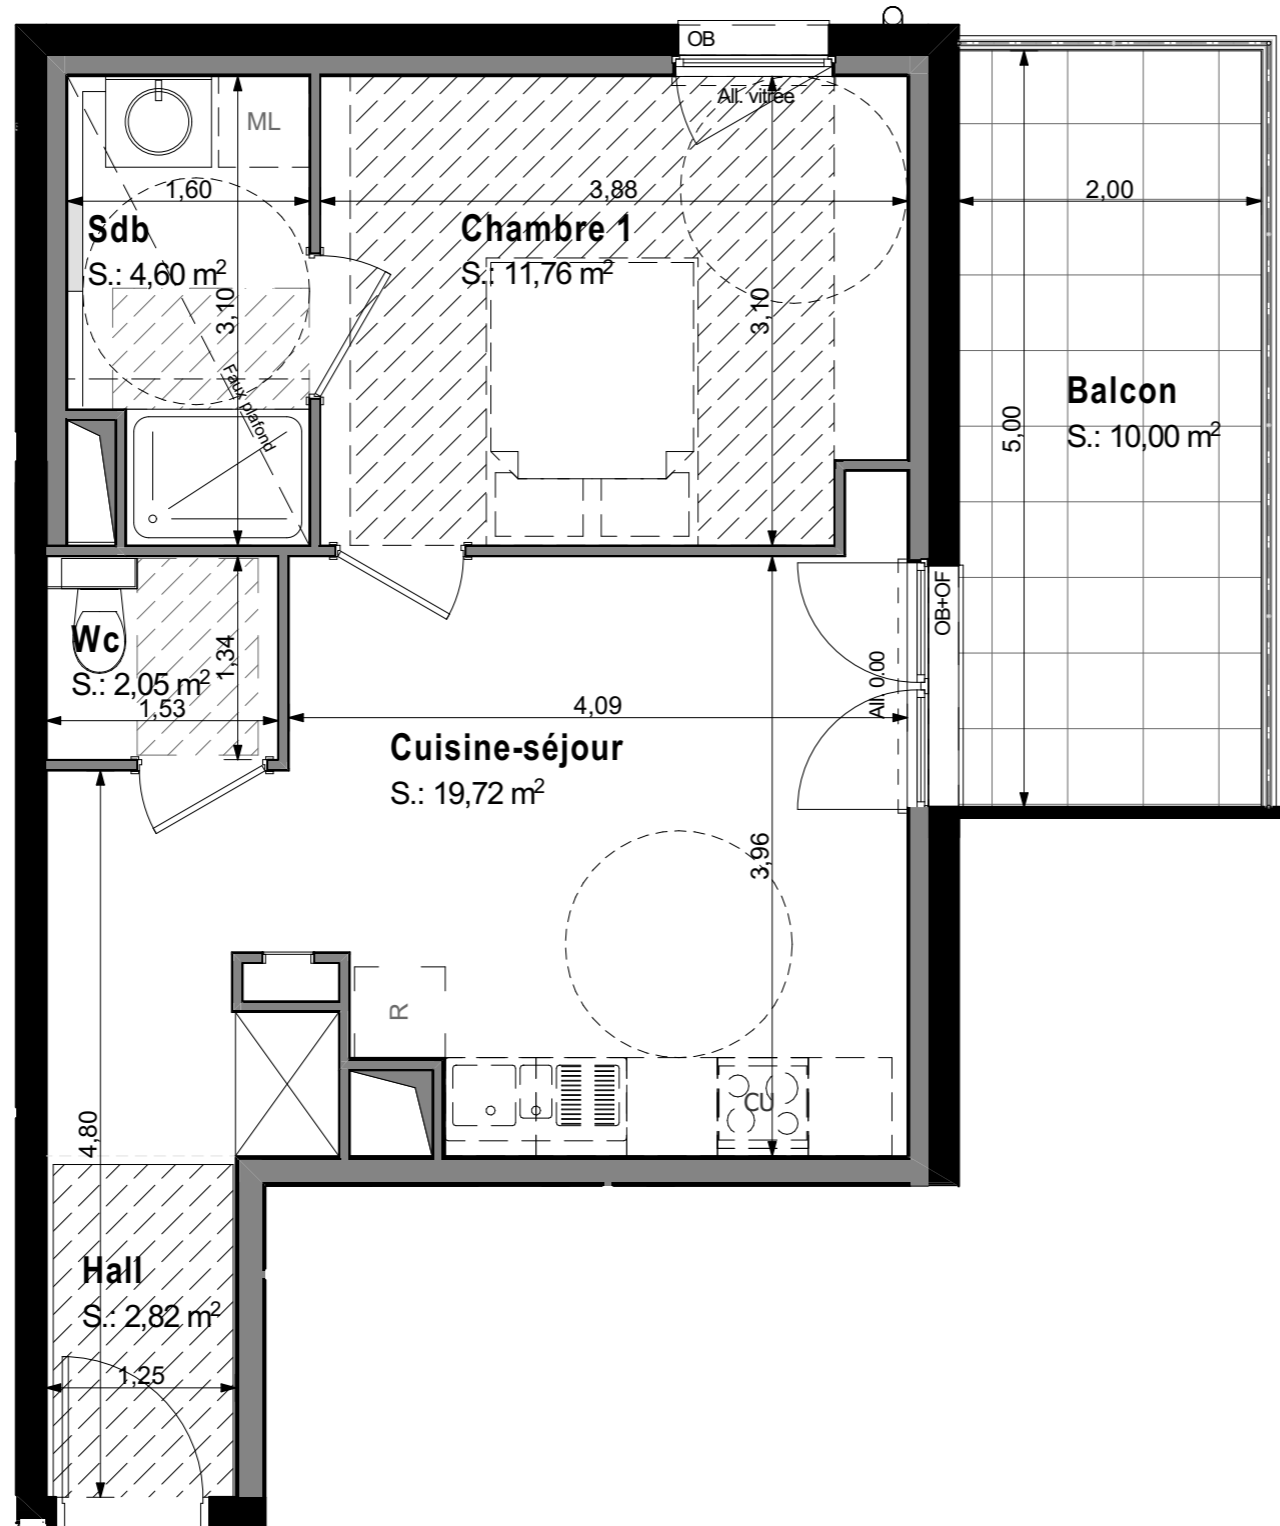 OB
All. vitrée
ML
1,60
3,88
2,00
Sdb
S.: 4,60 m²
Chambre 1
S.: 11,76 m²
3,10
3,10
Faux plafond
Balcon
S.: 10,00 m²
5,00
OB+OF
Wc
S.: 2,05 m²
1,34
1,53
4,09
All. 0.00
Cuisine-séjour
S.: 19,72 m²
3,96
R
CU
4,80
Hall
S.: 2,82 m²
1,25